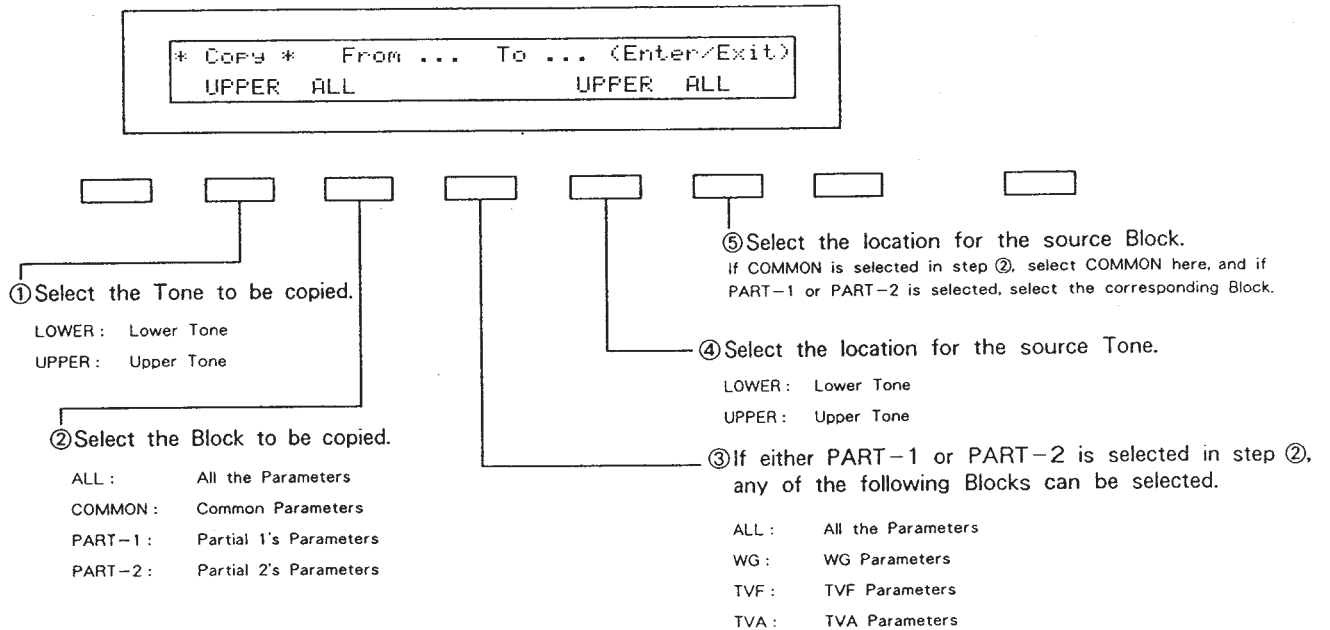 * Copy * From ... To ... (Enter/Exit)
UPPER ALL UPPER ALL
①Select the Tone to be copied.
LOWER : Lower Tone
UPPER : Upper Tone
②Select the Block to be copied.
ALL : All the Parameters
COMMON : Common Parameters
PART-1 : Partial 1's Parameters
PART-2 : Partial 2's Parameters
③If either PART-1 or PART-2 is selected in step ②,
any of the following Blocks can be selected.
ALL : All the Parameters
WG : WG Parameters
TVF : TVF Parameters
TVA : TVA Parameters
④Select the location for the source Tone.
LOWER : Lower Tone
UPPER : Upper Tone
⑤Select the location for the source Block.
If COMMON is selected in step ②, select COMMON here, and if
PART-1 or PART-2 is selected, select the corresponding Block.